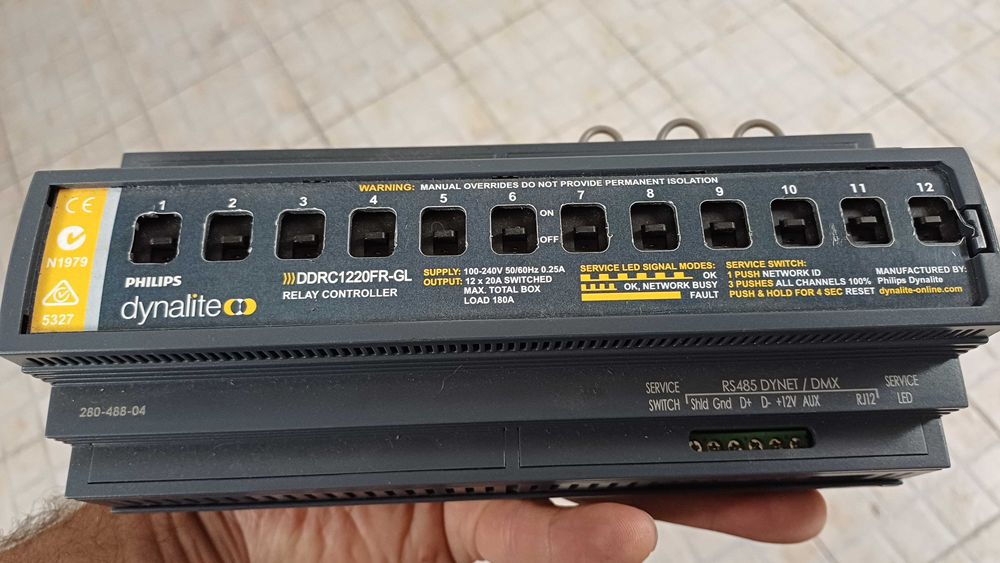 WARNING: MANUAL OVERRIDES DO NOT PROVIDE PERMANENT ISOLATION
1 2 3 4 5 6 7 8 9 10 11 12
ON
OFF
CE
N1979
5327
PHILIPS
dynalite
)))DDRC1220FR-GL
RELAY CONTROLLER
SUPPLY: 100-240V 50/60Hz 0.25A
OUTPUT: 12 x 20A SWITCHED
MAX. TOTAL BOX
LOAD 180A
SERVICE LED SIGNAL MODES:
OK
OK, NETWORK BUSY
FAULT
SERVICE SWITCH:
1 PUSH NETWORK ID
3 PUSHES ALL CHANNELS 100%
PUSH & HOLD FOR 4 SEC RESET
MANUFACTURED BY:
Philips Dynalite
dynalite-online.com
280-488-04
SERVICE
SWITCH
RS485 DYNET / DMX
Shld Gnd D+ D- +12V AUX RJ12
SERVICE
LED